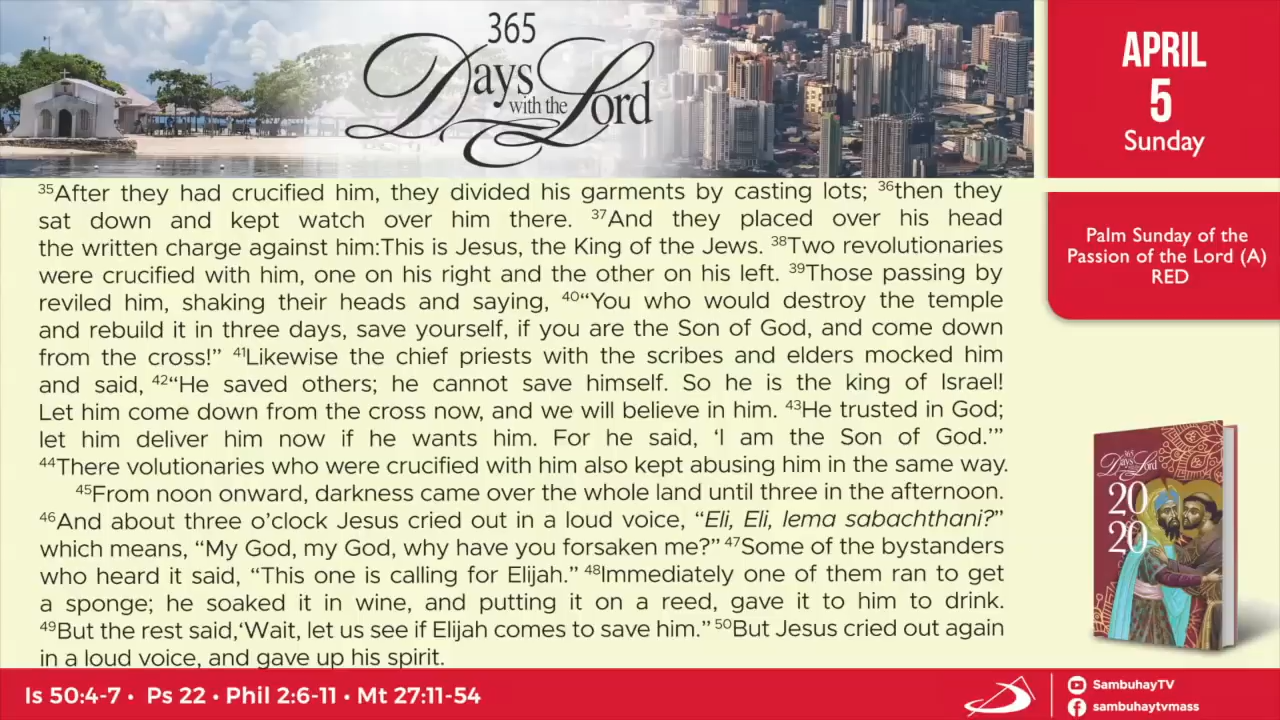 365
Days
with the
Lord
APRIL
5
Sunday
Palm Sunday of the
Passion of the Lord (A)
RED
35After they had crucified him, they divided his garments by casting lots; 36then they
sat down and kept watch over him there. 37And they placed over his head
the written charge against him:This is Jesus, the King of the Jews. 38Two revolutionaries
were crucified with him, one on his right and the other on his left. 39Those passing by
reviled him, shaking their heads and saying, 40“You who would destroy the temple
and rebuild it in three days, save yourself, if you are the Son of God, and come down
from the cross!” 41Likewise the chief priests with the scribes and elders mocked him
and said, 42“He saved others; he cannot save himself. So he is the king of Israel!
Let him come down from the cross now, and we will believe in him. 43He trusted in God;
let him deliver him now if he wants him. For he said, ‘I am the Son of God.’”
44There volutionaries who were crucified with him also kept abusing him in the same way.
45From noon onward, darkness came over the whole land until three in the afternoon.
46And about three o’clock Jesus cried out in a loud voice, “Eli, Eli, lema sabachthani?”
which means, “My God, my God, why have you forsaken me?” 47Some of the bystanders
who heard it said, “This one is calling for Elijah.” 48Immediately one of them ran to get
a sponge; he soaked it in wine, and putting it on a reed, gave it to him to drink.
49But the rest said,‘Wait, let us see if Elijah comes to save him.” 50But Jesus cried out again
in a loud voice, and gave up his spirit.
365
Days with the Lord
20
20
Is 50:4-7 • Ps 22 • Phil 2:6-11 • Mt 27:11-54
SambuhayTV
sambuhaytvmass